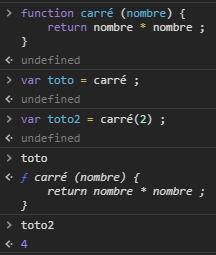 > function carré (nombre) {
return nombre * nombre ;
}
< undefined
> var toto = carré ;
< undefined
> var toto2 = carré(2) ;
< undefined
> toto
< ƒ carré (nombre) {
return nombre * nombre ;
}
> toto2
< 4